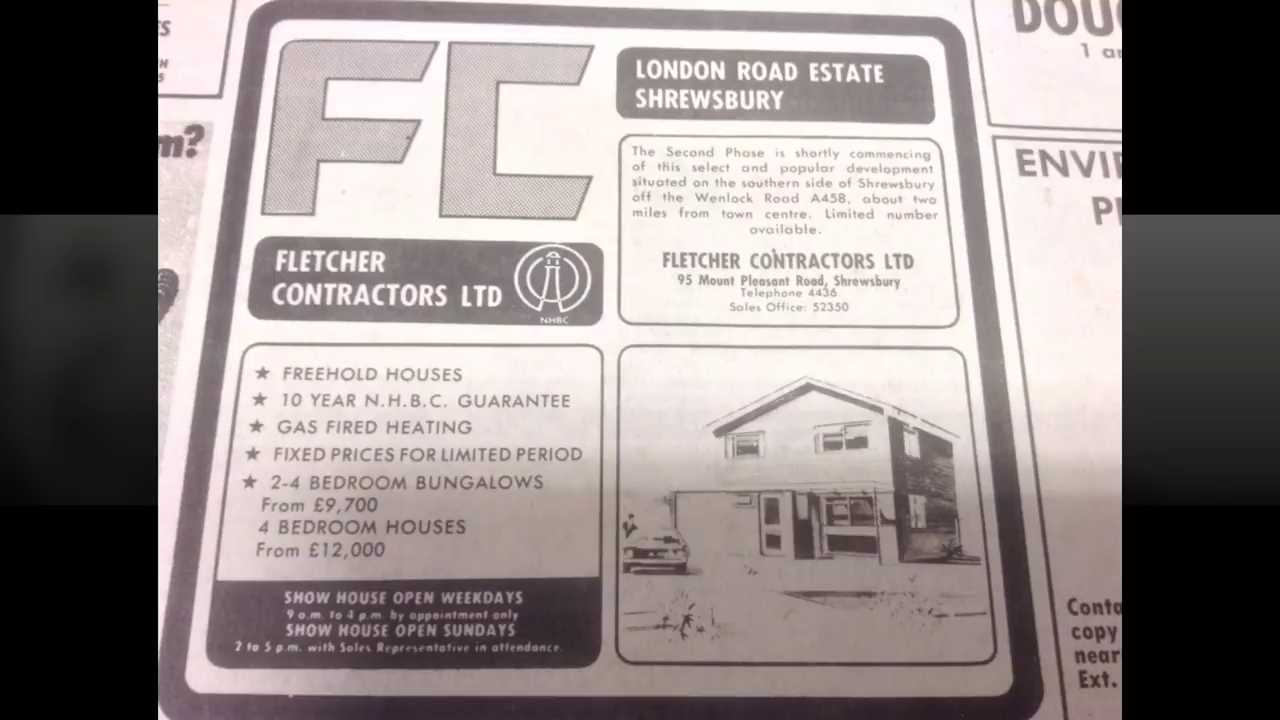 FC
LONDON ROAD ESTATE
SHREWSBURY
The Second Phase is shortly commencing
of this select and popular development
situated on the southern side of Shrewsbury
off the Wenlock Road A458, about two
miles from town centre. Limited number
available.
FLETCHER CONTRACTORS LTD
95 Mount Pleasant Road, Shrewsbury
Telephone 4436
Sales Office: 52350
FLETCHER
CONTRACTORS LTD
NHBC
★ FREEHOLD HOUSES
★ 10 YEAR N.H.B.C. GUARANTEE
★ GAS FIRED HEATING
★ FIXED PRICES FOR LIMITED PERIOD
★ 2-4 BEDROOM BUNGALOWS
From £9,700
4 BEDROOM HOUSES
From £12,000
SHOW HOUSE OPEN WEEKDAYS
9 a.m. to 4 p.m. by appointment only
SHOW HOUSE OPEN SUNDAYS
2 to 5 p.m. with Sales Representative in attendance.
m?
DOU
1 a
ENVI
P
Conta
copy
near
Ext.